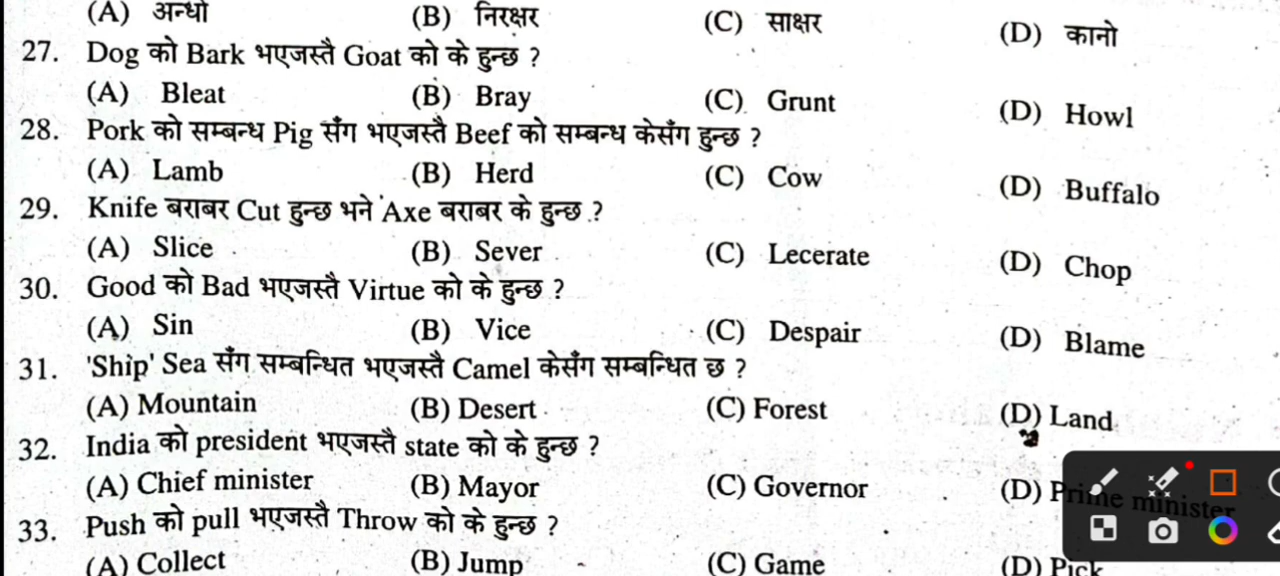 (A) अन्धो (B) निरक्षर (C) साक्षर (D) कानो
27. Dog को Bark भएजस्तै Goat को के हुन्छ ?
(A) Bleat (B) Bray (C) Grunt (D) Howl
28. Pork को सम्बन्ध Pig सँग भएजस्तै Beef को सम्बन्ध केसँग हुन्छ ?
(A) Lamb (B) Herd (C) Cow (D) Buffalo
29. Knife बराबर Cut हुन्छ भने Axe बराबर के हुन्छ ?
(A) Slice (B) Sever (C) Lecerate (D) Chop
30. Good को Bad भएजस्तै Virtue को के हुन्छ ?
(A) Sin (B) Vice (C) Despair (D) Blame
31. 'Ship' Sea सँग सम्बन्धित भएजस्तै Camel केसँग सम्बन्धित छ ?
(A) Mountain (B) Desert (C) Forest (D) Land
32. India को president भएजस्तै state को के हुन्छ ?
(A) Chief minister (B) Mayor (C) Governor (D) Prime minister
33. Push को pull भएजस्तै Throw को के हुन्छ ?
(A) Collect (B) Jump (C) Game (D) Pick